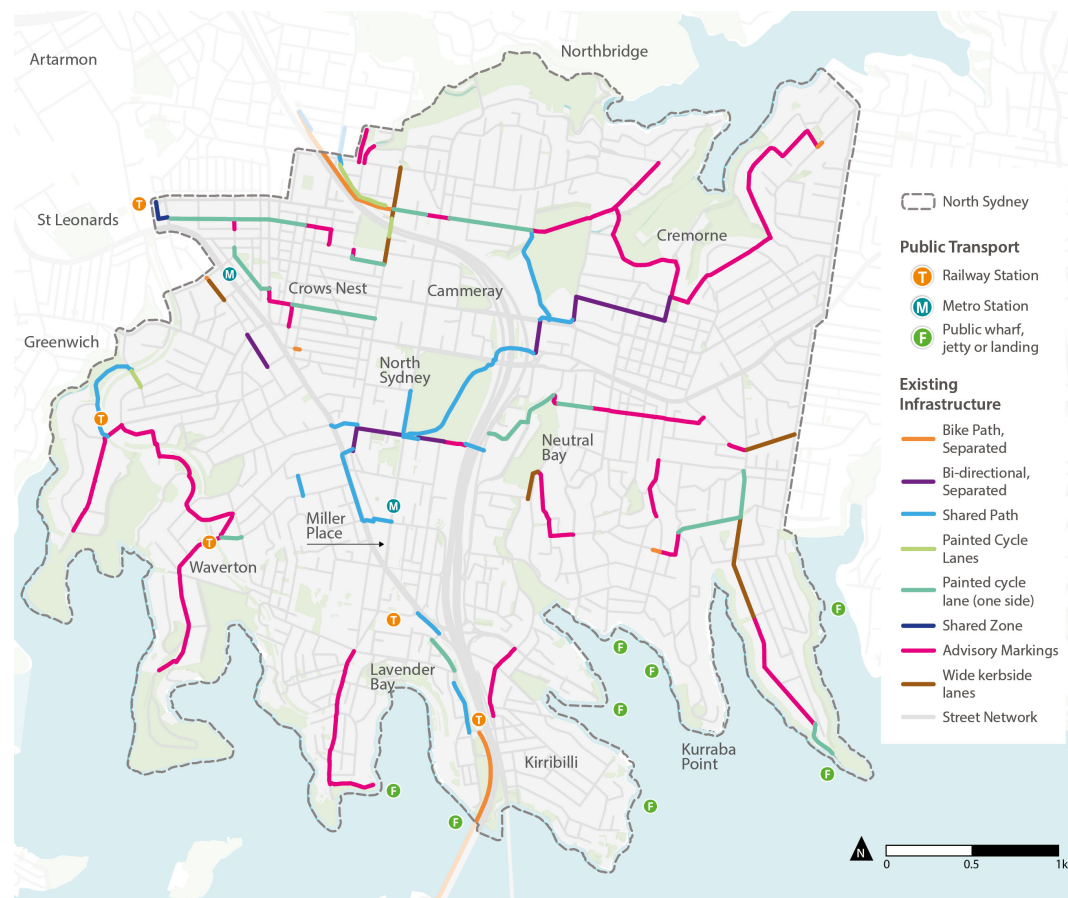 Artarmon
Northbridge
St Leonards
T
M
Crows Nest
Cammeray
Cremorne
Greenwich
North
Sydney
T
Neutral
Bay
M
Miller
Place
T
Waverton
T
Lavender
Bay
T
Kirribilli
Kurraba
Point
F
F
F
F
F
F
F
F
North Sydney
Public Transport
T Railway Station
M Metro Station
F Public wharf,
jetty or landing
Existing
Infrastructure
Bike Path,
Separated
Bi-directional,
Separated
Shared Path
Painted Cycle
Lanes
Painted cycle
lane (one side)
Shared Zone
Advisory Markings
Wide kerbside
lanes
Street Network
N
0 0.5 1k